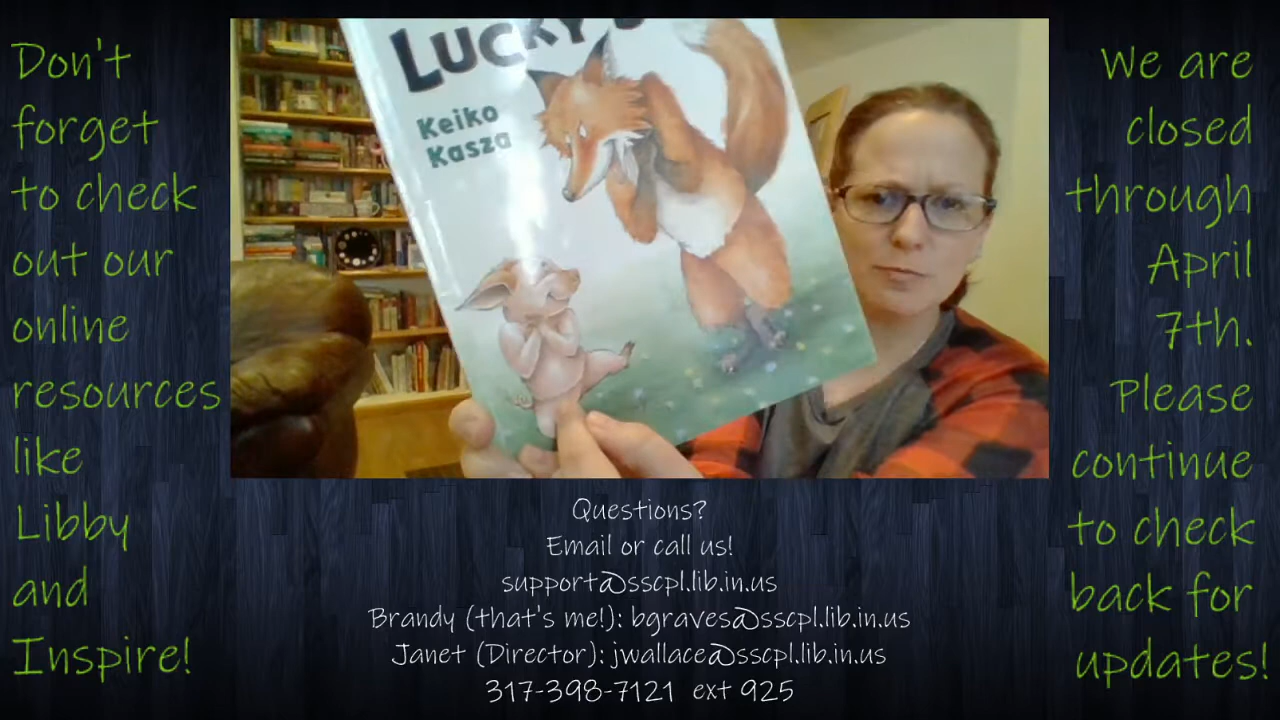 Don't
forget
to check
out our
online
resources
like
Libby
and
Inspire!
LUCKY
Keiko
Kasza
We are
closed
through
April
7th.
Please
continue
to check
back for
updates!
Questions?
Email or call us!
support@sscpl.lib.in.us
Brandy (that's me!): bgraves@sscpl.lib.in.us
Janet (Director): jwallace@sscpl.lib.in.us
317-398-7121 ext 925